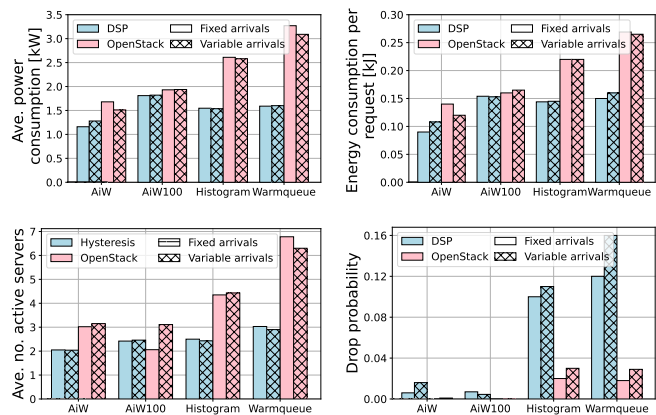 Ave. power
consumption [kW]
3.5
3.0
2.5
2.0
1.5
1.0
0.5
0.0
DSP
OpenStack
Fixed arrivals
Variable arrivals
AiW
AiW100
Histogram
Warmqueue
Energy consumption per
request [kJ]
0.30
0.25
0.20
0.15
0.10
0.05
0.00
DSP
OpenStack
Fixed arrivals
Variable arrivals
AiW
AiW100
Histogram
Warmqueue
Ave. no. active servers
7
6
5
4
3
2
1
0
Hysteresis
OpenStack
Fixed arrivals
Variable arrivals
AiW
AiW100
Histogram
Warmqueue
Drop probability
0.16
0.12
0.08
0.04
0.00
DSP
OpenStack
Fixed arrivals
Variable arrivals
AiW
AiW100
Histogram
Warmqueue